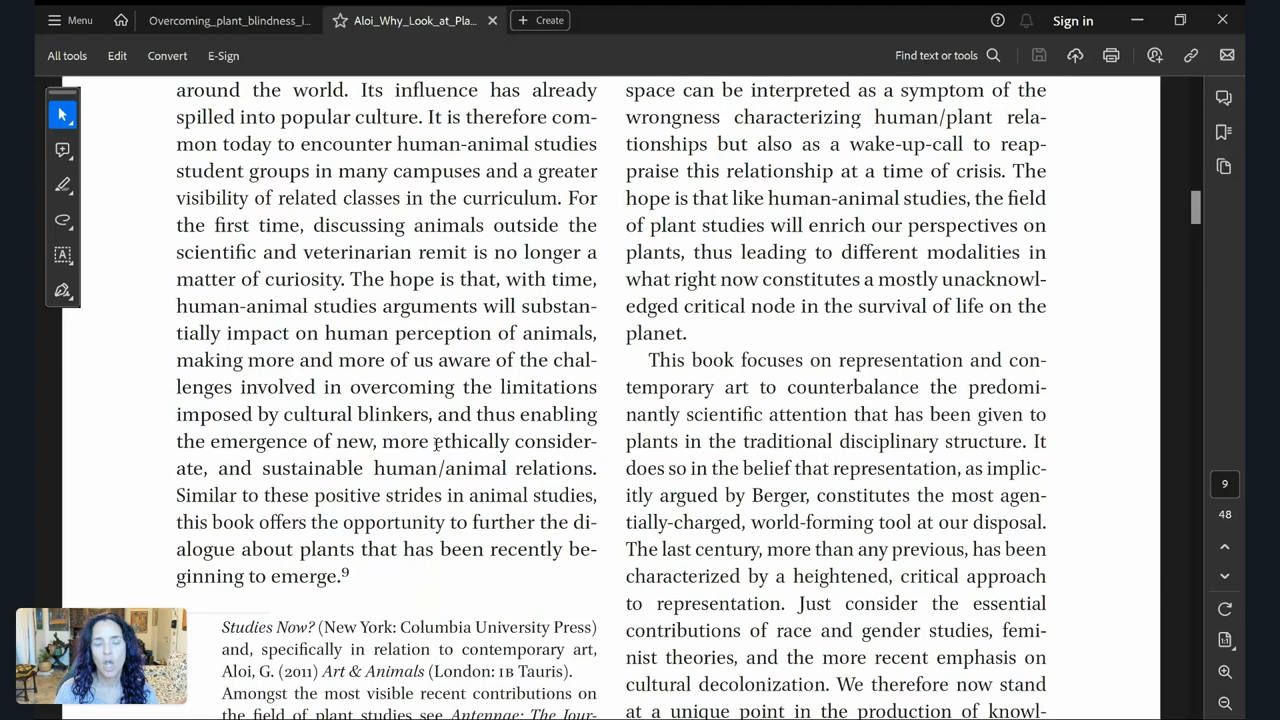 Menu
Overcoming_plant_blindness_i...
Aloi_Why_Look_at_Pla...
Create
Sign in
All tools
Edit
Convert
E-Sign
Find text or tools
around the world. Its influence has already
spilled into popular culture. It is therefore com-
mon today to encounter human-animal studies
student groups in many campuses and a greater
visibility of related classes in the curriculum. For
the first time, discussing animals outside the
scientific and veterinarian remit is no longer a
matter of curiosity. The hope is that, with time,
human-animal studies arguments will substan-
tially impact on human perception of animals,
making more and more of us aware of the chal-
lenges involved in overcoming the limitations
imposed by cultural blinkers, and thus enabling
the emergence of new, more ethically consider-
ate, and sustainable human/animal relations.
Similar to these positive strides in animal studies,
this book offers the opportunity to further the di-
alogue about plants that has been recently be-
ginning to emerge.⁹
Studies Now? (New York: Columbia University Press)
and, specifically in relation to contemporary art,
Aloi, G. (2011) Art & Animals (London: IB Tauris).
Amongst the most visible recent contributions on
the field of plant studies see Antennae: The Jour-
space can be interpreted as a symptom of the
wrongness characterizing human/plant rela-
tionships but also as a wake-up-call to reap-
praise this relationship at a time of crisis. The
hope is that like human-animal studies, the field
of plant studies will enrich our perspectives on
plants, thus leading to different modalities in
what right now constitutes a mostly unacknowl-
edged critical node in the survival of life on the
planet.
This book focuses on representation and con-
temporary art to counterbalance the predomi-
nantly scientific attention that has been given to
plants in the traditional disciplinary structure. It
does so in the belief that representation, as implic-
itly argued by Berger, constitutes the most agen-
tially-charged, world-forming tool at our disposal.
The last century, more than any previous, has been
characterized by a heightened, critical approach
to representation. Just consider the essential
contributions of race and gender studies, femi-
nist theories, and the more recent emphasis on
cultural decolonization. We therefore now stand
at a unique point in the production of knowl-
9
48